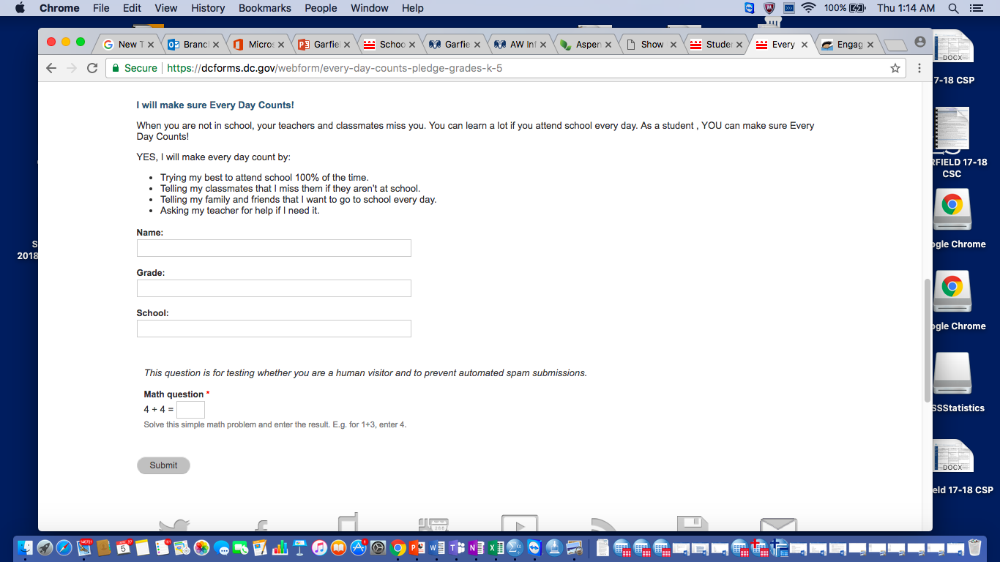 Chrome File Edit View History Bookmarks People Window Help 100% Thu 1:14 AM
New T Branc Micros Garfie Schoo Garfie AW Inf Aspen Show Studen Every Engag
Secure https://dcforms.dc.gov/webform/every-day-counts-pledge-grades-k-5
I will make sure Every Day Counts!
When you are not in school, your teachers and classmates miss you. You can learn a lot if you attend school every day. As a student , YOU can make sure Every
Day Counts!
YES, I will make every day count by:
• Trying my best to attend school 100% of the time.
• Telling my classmates that I miss them if they aren't at school.
• Telling my family and friends that I want to go to school every day.
• Asking my teacher for help if I need it.
Name:
Grade:
School:
This question is for testing whether you are a human visitor and to prevent automated spam submissions.
Math question *
4 + 4 =
Solve this simple math problem and enter the result. E.g. for 1+3, enter 4.
Submit
DOCX
7-18 CSP
RFIELD 17-18
CSC
ogle Chrome
ogle Chrome
SSStatistics
DOCX
eld 17-18 CSP
S
2018